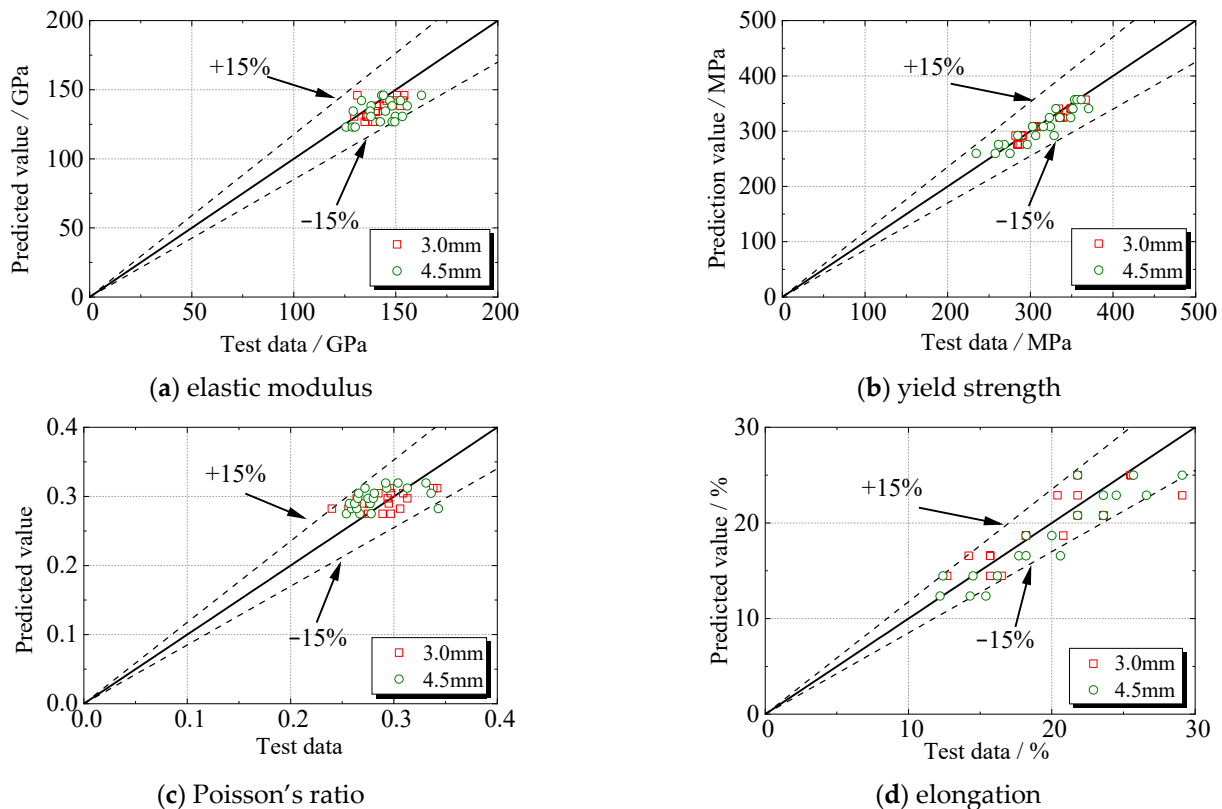 200
150
100
50
0
Predicted value / GPa
+15%
−15%
3.0mm
4.5mm
0 50 100 150 200
Test data / GPa
(a) elastic modulus
500
400
300
200
100
0
Prediction value / MPa
+15%
−15%
3.0mm
4.5mm
0 100 200 300 400 500
Test data / MPa
(b) yield strength
0.4
0.3
0.2
0.1
0.0
Predicted value
+15%
−15%
3.0mm
4.5mm
0.0 0.1 0.2 0.3 0.4
Test data
(c) Poisson’s ratio
30
20
10
0
Predicted value / %
+15%
−15%
3.0mm
4.5mm
0 10 20 30
Test data / %
(d) elongation